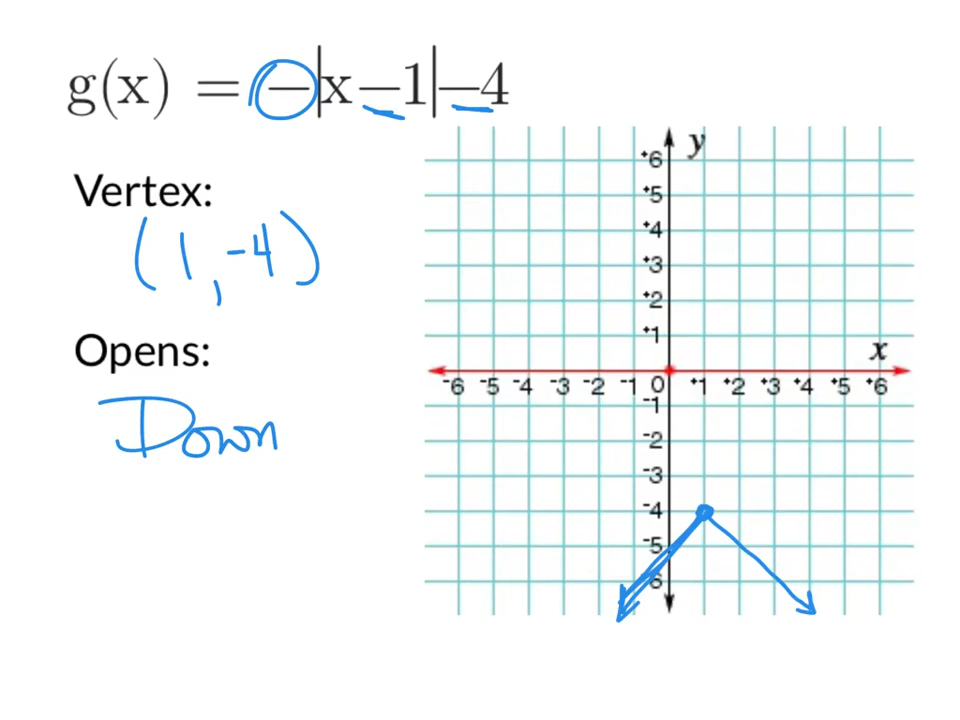 g(x) = −|x − 1| − 4
Vertex:
(1, -4)
Opens:
Down
y
+6
+5
+4
+3
+2
+1
x
-6 -5 -4 -3 -2 -1 0 +1 +2 +3 +4 +5 +6
-1
-2
-3
-4
-5
-6